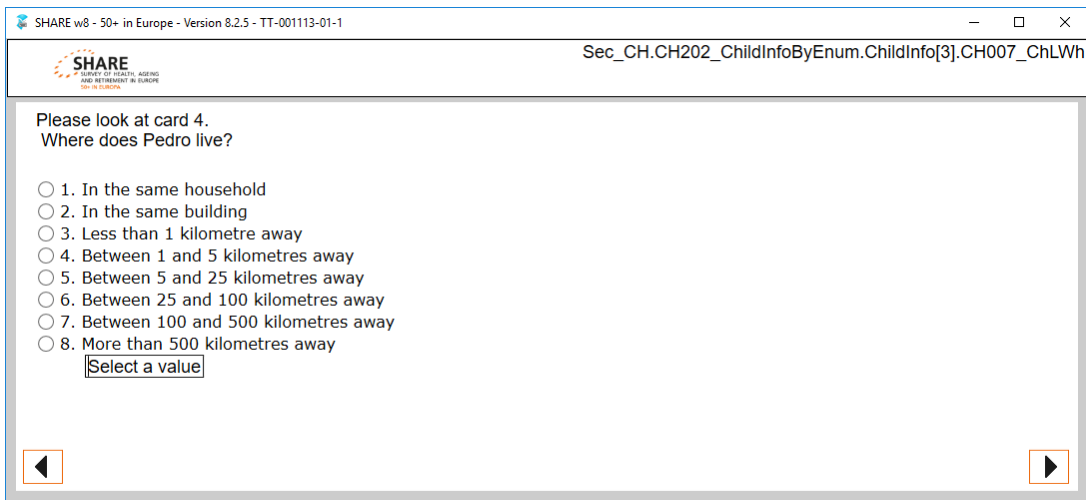 SHARE w8 - 50+ in Europe - Version 8.2.5 - TT-001113-01-1
Sec_CH.CH202_ChildInfoByEnum.ChildInfo[3].CH007_ChLWh
SHARE
SURVEY OF HEALTH, AGEING
AND RETIREMENT IN EUROPE
50+ IN EUROPA
Please look at card 4.
Where does Pedro live?
1. In the same household
2. In the same building
3. Less than 1 kilometre away
4. Between 1 and 5 kilometres away
5. Between 5 and 25 kilometres away
6. Between 25 and 100 kilometres away
7. Between 100 and 500 kilometres away
8. More than 500 kilometres away
Select a value